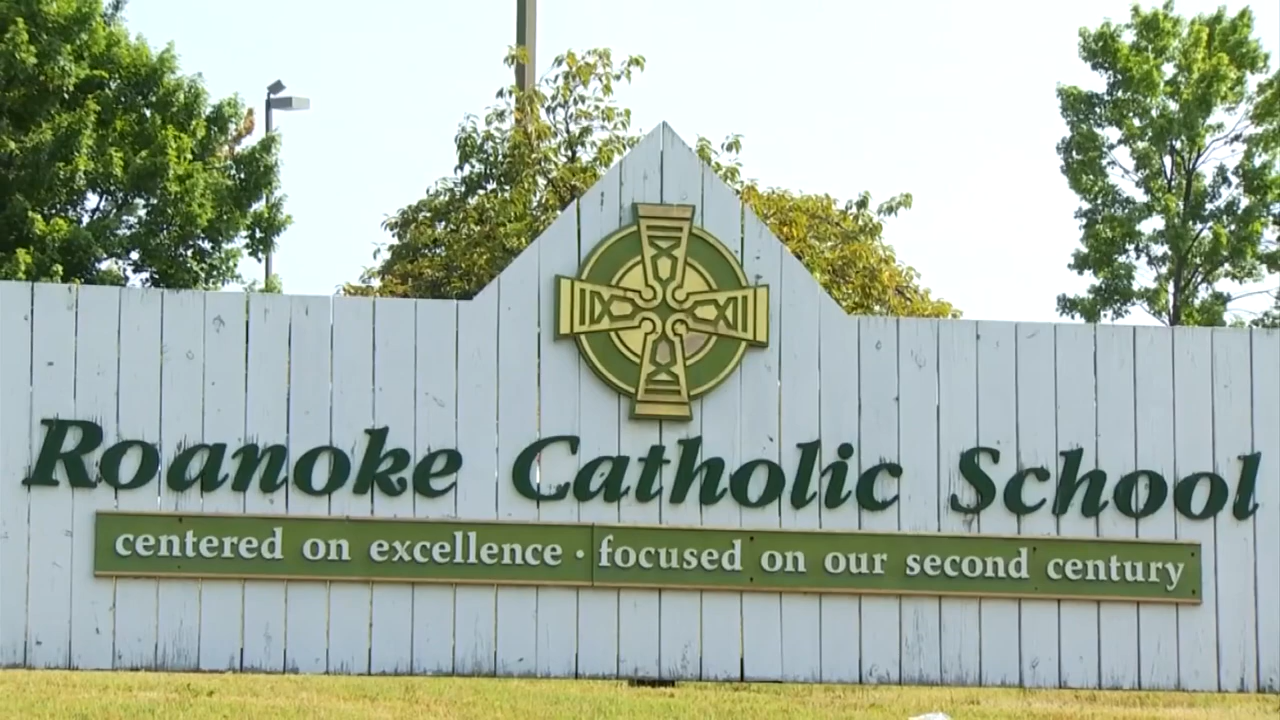 Roanoke Catholic School
centered on excellence · focused on our second century